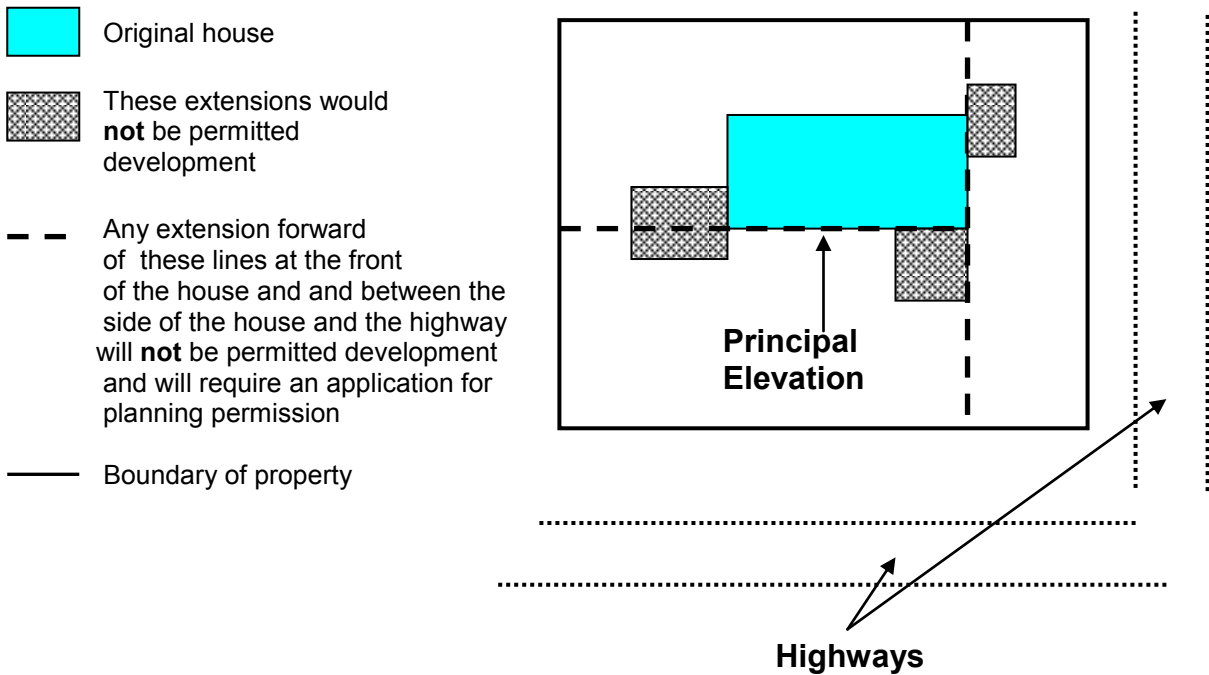 Original house
These extensions would
not be permitted
development
Any extension forward
of these lines at the front
of the house and and between the
side of the house and the highway
will not be permitted development
and will require an application for
planning permission
Boundary of property
Principal
Elevation
Highways